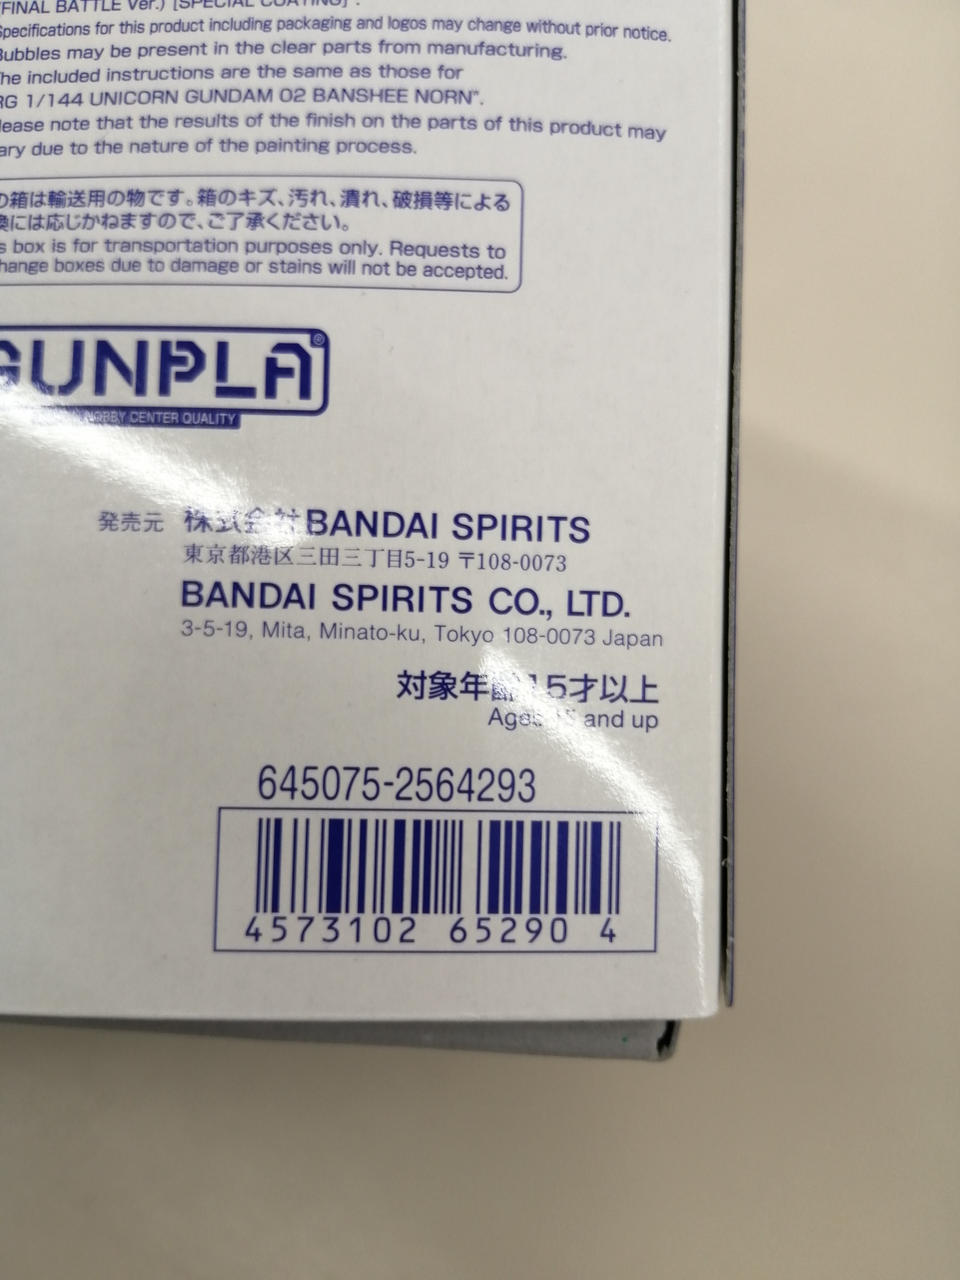 (FINAL BATTLE Ver.) [SPECIAL COATING]".
Specifications for this product including packaging and logos may change without prior notice.
Bubbles may be present in the clear parts from manufacturing.
The included instructions are the same as those for
RG 1/144 UNICORN GUNDAM 02 BANSHEE NORN".
lease note that the results of the finish on the parts of this product may
ary due to the nature of the painting process.
の箱は輸送用の物です。箱のキズ、汚れ、潰れ、破損等による
換には応じかねますので、ご了承ください。
s box is for transportation purposes only. Requests to
hange boxes due to damage or stains will not be accepted.
GUNPLA®
HOBBY CENTER QUALITY
発売元 株式会社BANDAI SPIRITS
東京都港区三田三丁目5-19 〒108-0073
BANDAI SPIRITS CO., LTD.
3-5-19, Mita, Minato-ku, Tokyo 108-0073 Japan
対象年齢15才以上
Ages 15 and up
645075-2564293
4573102 65290 4